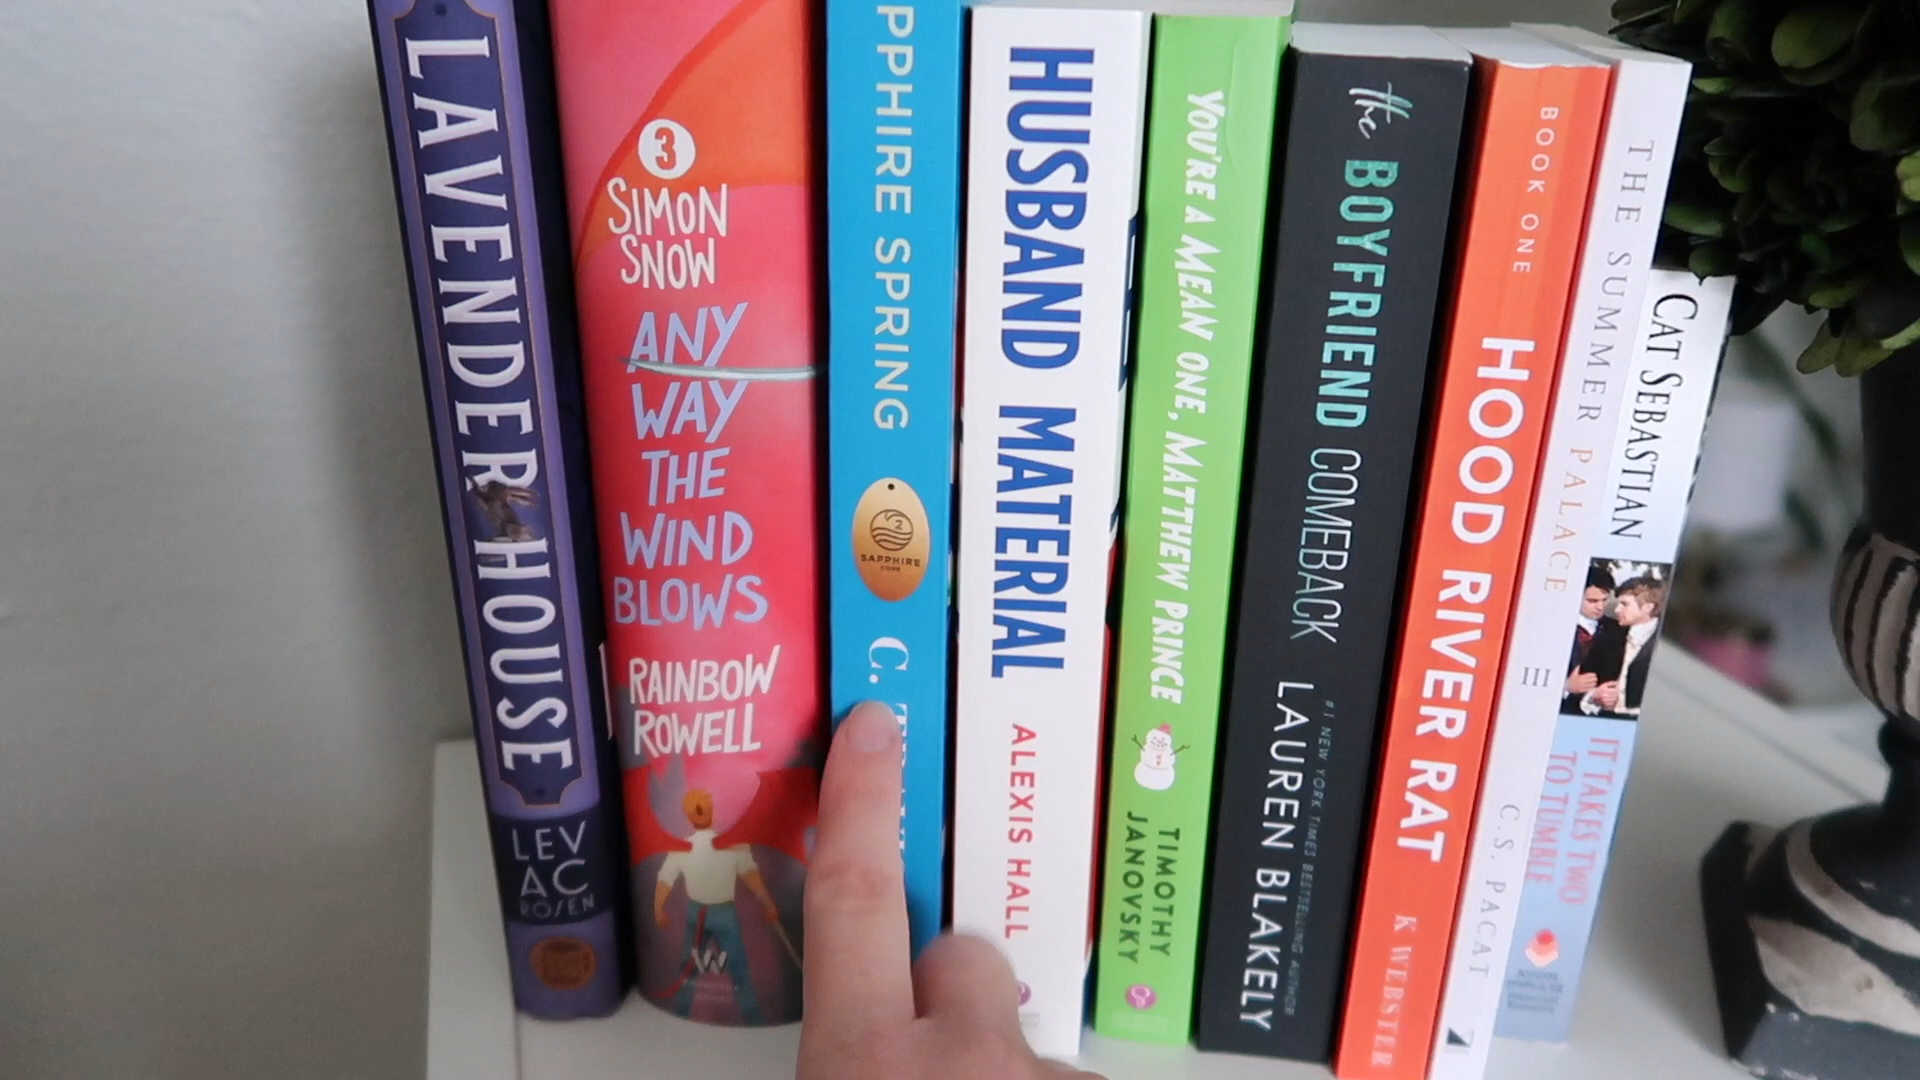 LAVENDER HOUSE
LEV
AC
ROSEN
3
SIMON
SNOW
ANY
WAY
THE
WIND
BLOWS
RAINBOW
ROWELL
W
PPHIRE SPRING
2
SAPPHIRE
COVE
C.
HUSBAND MATERIAL
ALEXIS HALL
YOU'RE A MEAN ONE, MATTHEW PRINCE
TIMOTHY
JANOVSKY
the BOYFRIEND COMEBACK
#1 NEW YORK TIMES BESTSELLING AUTHOR
LAUREN BLAKELY
BOOK ONE
HOOD RIVER RAT
K WEBSTER
THE SUMMER PALACE
III
C.S. PACAT
CAT SEBASTIAN
IT TAKES TWO
TO TUMBLE